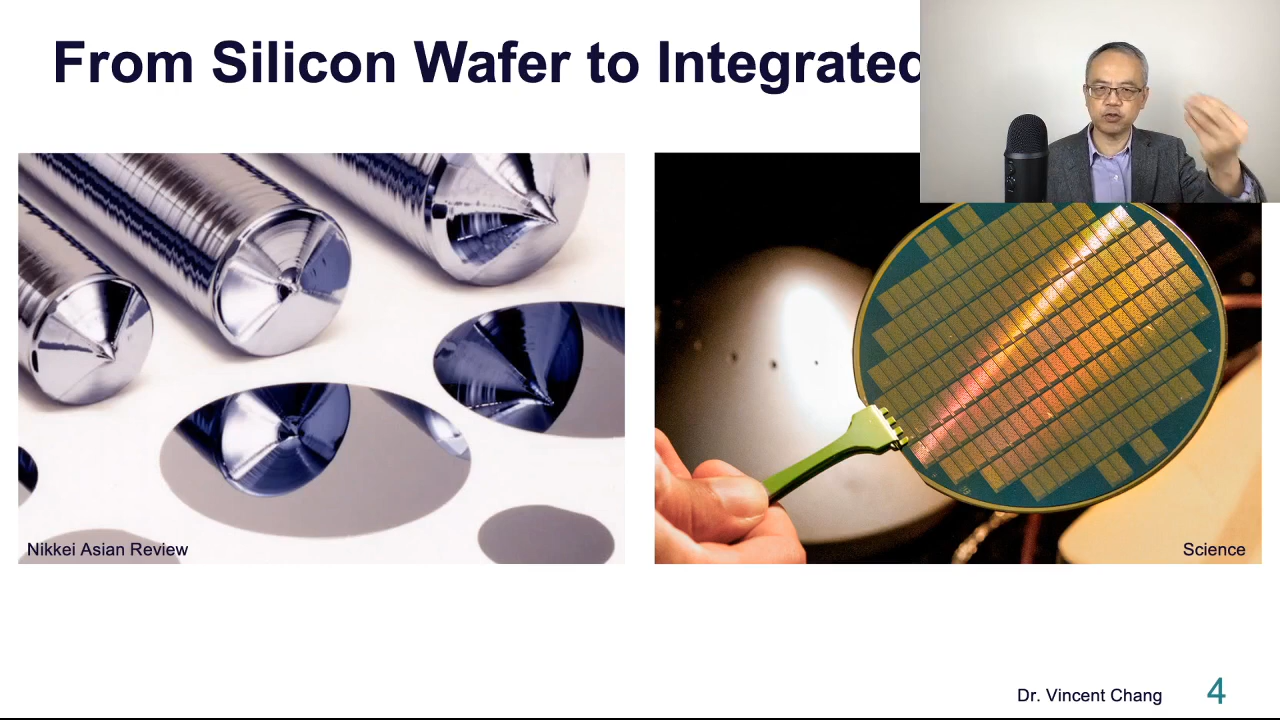 From Silicon Wafer to Integrated
Nikkei Asian Review
Science
Dr. Vincent Chang
4